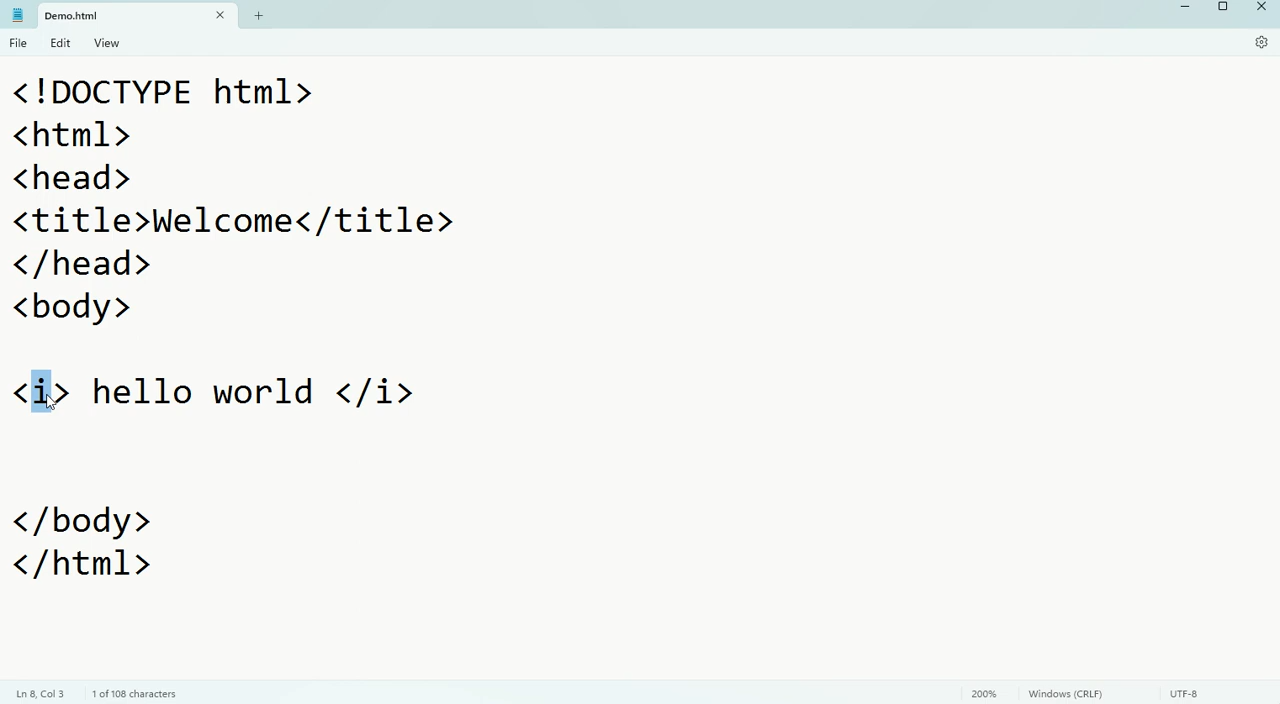 Demo.html
File Edit View
<!DOCTYPE html>
<html>
<head>
<title>Welcome</title>
</head>
<body>
<i> hello world </i>
</body>
</html>
Ln 8, Col 3 1 of 108 characters 200% Windows (CRLF) UTF-8